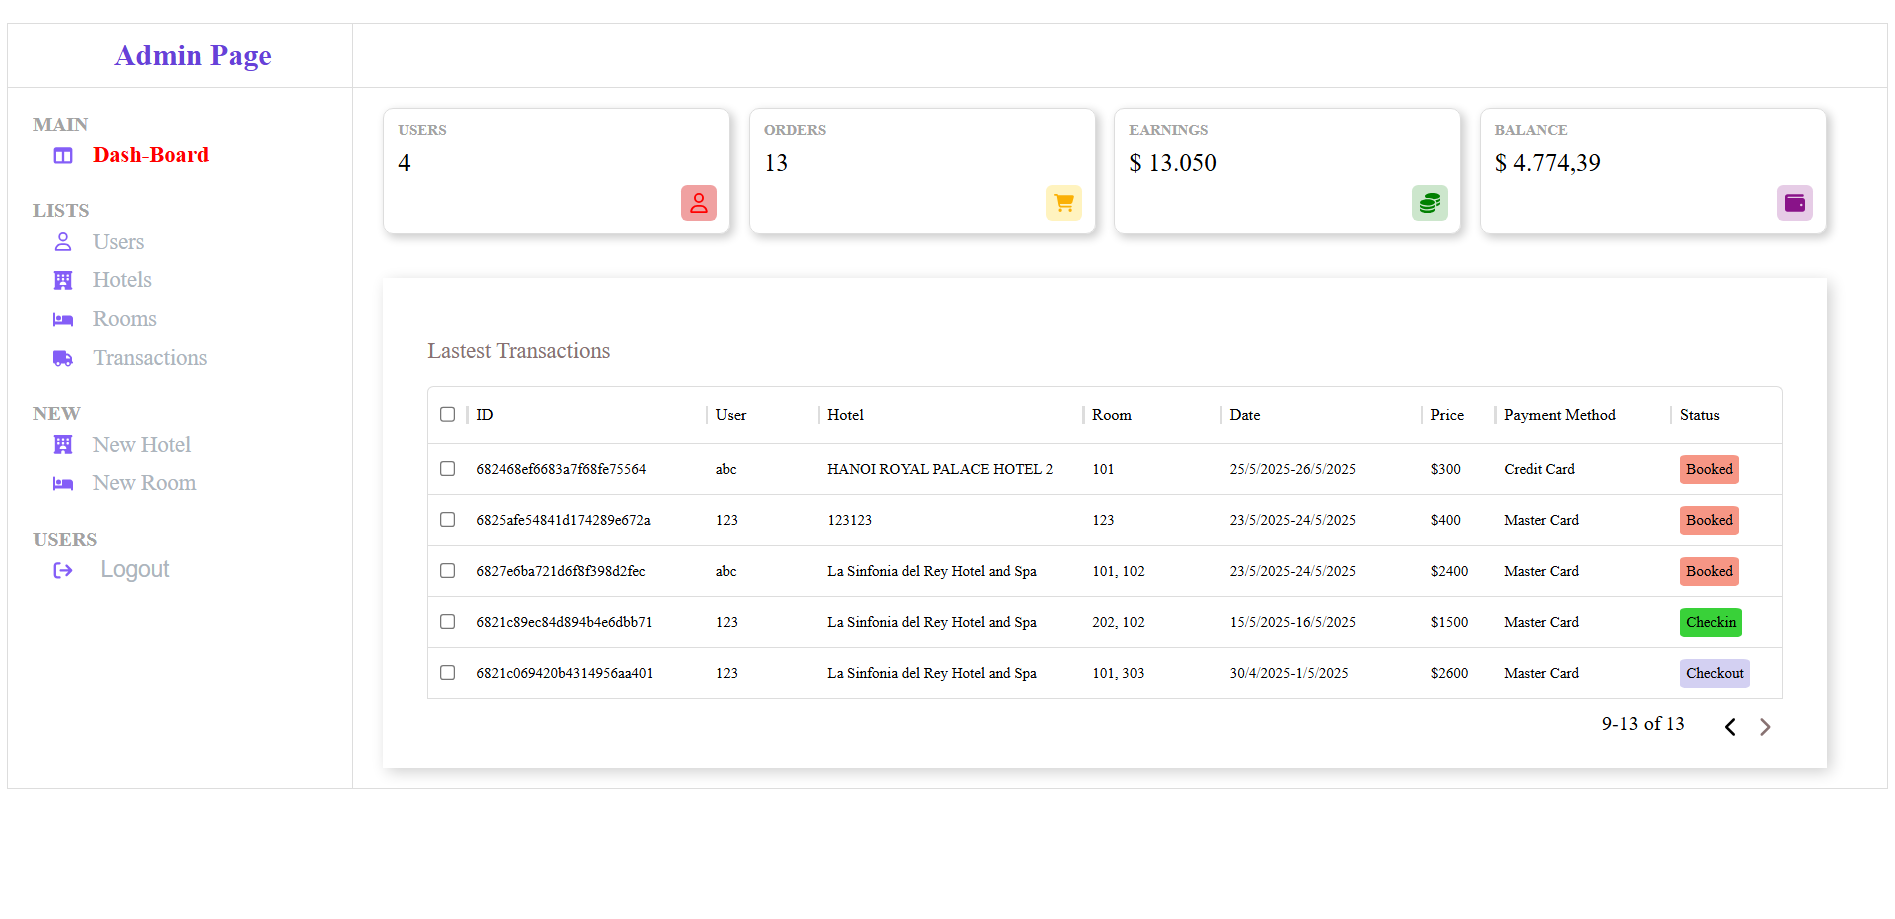 Admin Page
MAIN
Dash-Board
LISTS
Users
Hotels
Rooms
Transactions
NEW
New Hotel
New Room
USERS
Logout
USERS
4
ORDERS
13
EARNINGS
$ 13.050
BALANCE
$ 4.774,39
Lastest Transactions
ID User Hotel Room Date Price Payment Method Status
682468ef6683a7f68fe75564 abc HANOI ROYAL PALACE HOTEL 2 101 25/5/2025-26/5/2025 $300 Credit Card Booked
6825afe54841d174289e672a 123 123123 123 23/5/2025-24/5/2025 $400 Master Card Booked
6827e6ba721d6f8f398d2fec abc La Sinfonia del Rey Hotel and Spa 101, 102 23/5/2025-24/5/2025 $2400 Master Card Booked
6821c89ec84d894b4e6dbb71 123 La Sinfonia del Rey Hotel and Spa 202, 102 15/5/2025-16/5/2025 $1500 Master Card Checkin
6821c069420b4314956aa401 123 La Sinfonia del Rey Hotel and Spa 101, 303 30/4/2025-1/5/2025 $2600 Master Card Checkout
9-13 of 13